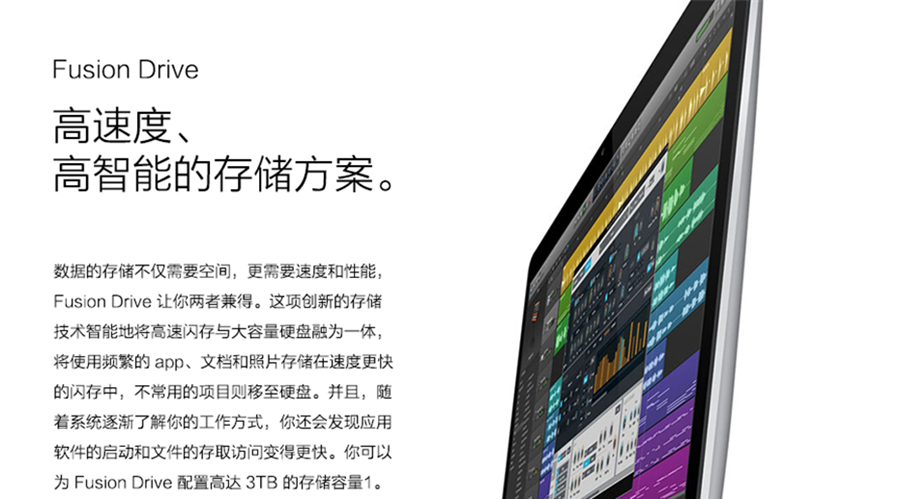 Fusion Drive
高速度、
高智能的存储方案。
数据的存储不仅需要空间，更需要速度和性能，
Fusion Drive 让你两者兼得。这项创新的存储
技术智能地将高速闪存与大容量硬盘融为一体，
将使用频繁的 app、文档和照片存储在速度更快
的闪存中，不常用的项目则移至硬盘。并且，随
着系统逐渐了解你的工作方式，你还会发现应用
软件的启动和文件的存取访问变得更快。你可以
为 Fusion Drive 配置高达 3TB 的存储容量1。